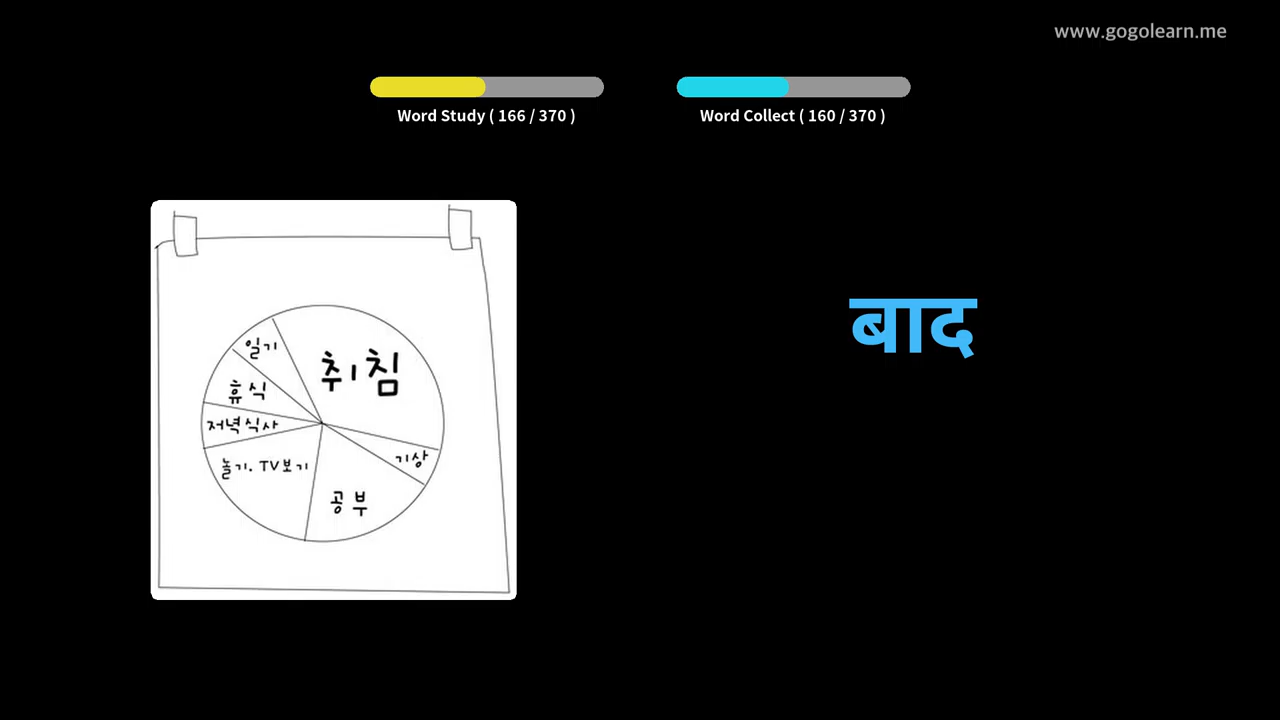 www.gogolearn.me
Word Study ( 166 / 370 )
Word Collect ( 160 / 370 )
일기
취침
휴식
저녁식사
놀기. TV보기
기상
공부
बाद